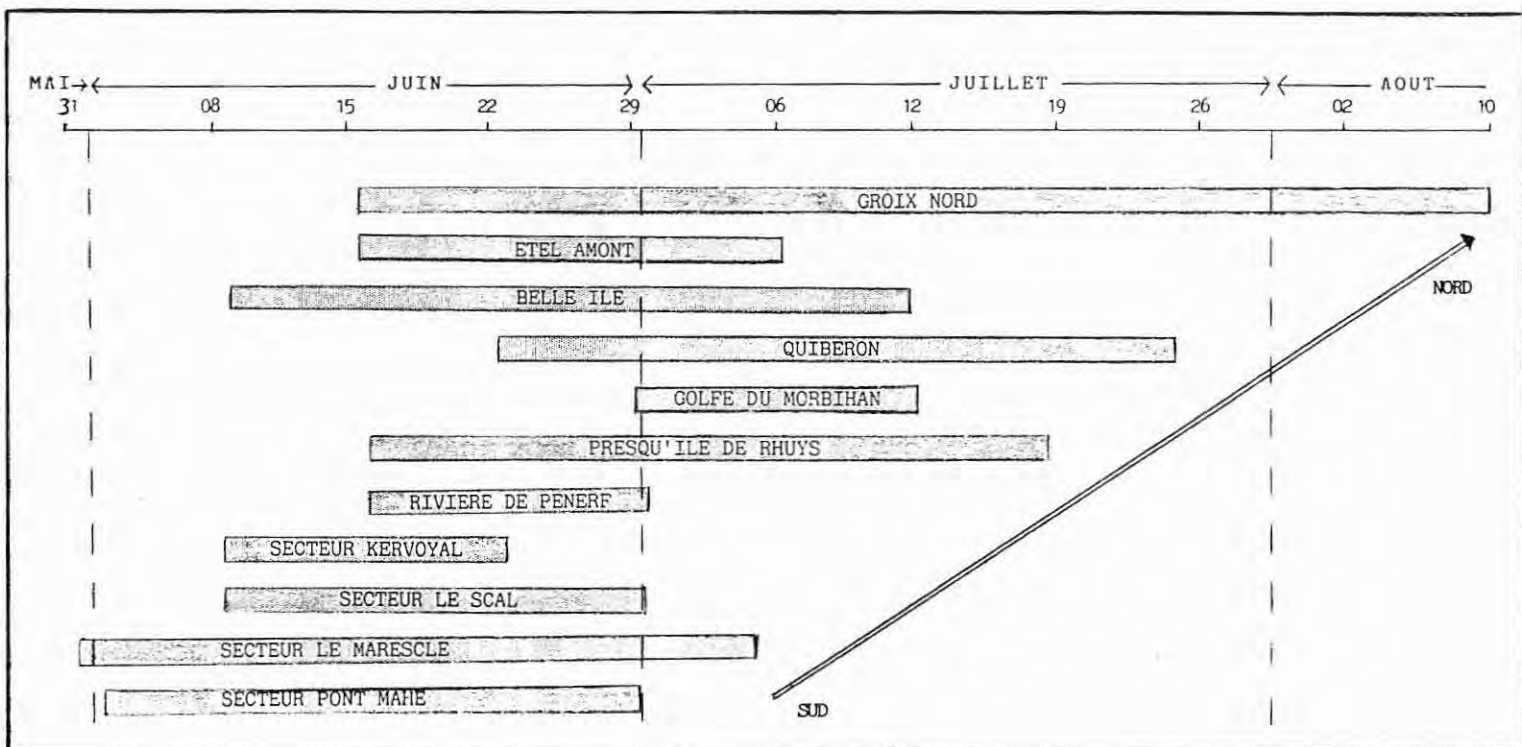 MAI JUIN JUILLET AOUT
31 08 15 22 29 06 12 19 26 02 10
GROIX NORD
ETEL AMONT
BELLE ILE
NORD
QUIBERON
GOLFE DU MORBIHAN
PRESQU'ILE DE RHUYS
RIVIERE DE PENERF
SECTEUR KERVOYAL
SECTEUR LE SCAL
SECTEUR LE MARESCLE
SECTEUR PONT MAHE
SUD